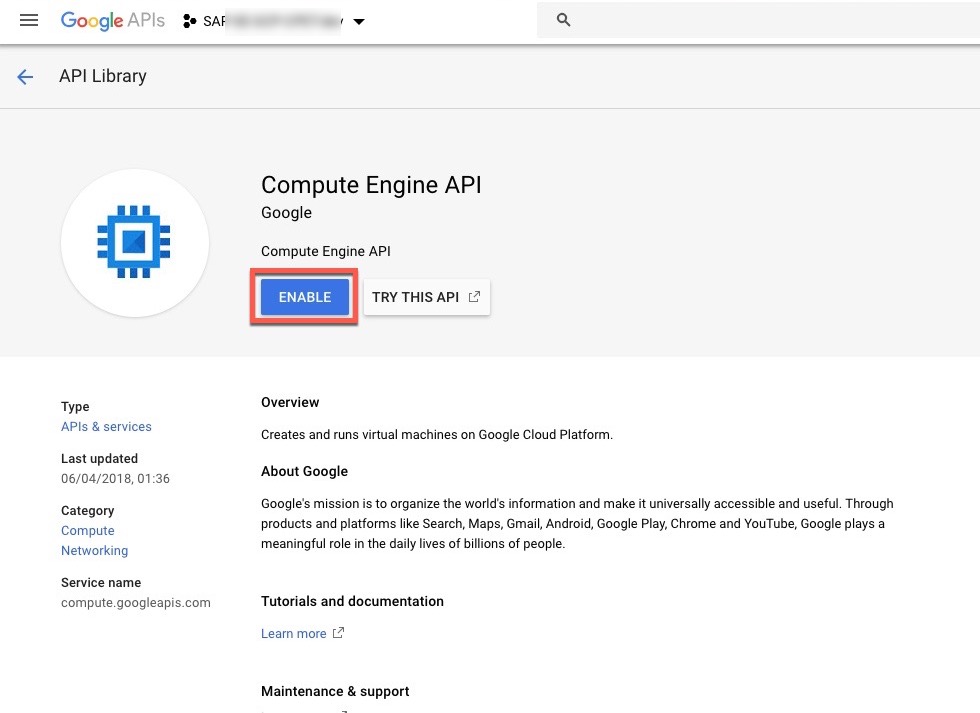 Google APIs SAP
API Library
Compute Engine API
Google
Compute Engine API
ENABLE TRY THIS API
Type
APIs & services
Last updated
06/04/2018, 01:36
Category
Compute
Networking
Service name
compute.googleapis.com
Overview
Creates and runs virtual machines on Google Cloud Platform.
About Google
Google's mission is to organize the world's information and make it universally accessible and useful. Through
products and platforms like Search, Maps, Gmail, Android, Google Play, Chrome and YouTube, Google plays a
meaningful role in the daily lives of billions of people.
Tutorials and documentation
Learn more
Maintenance & support